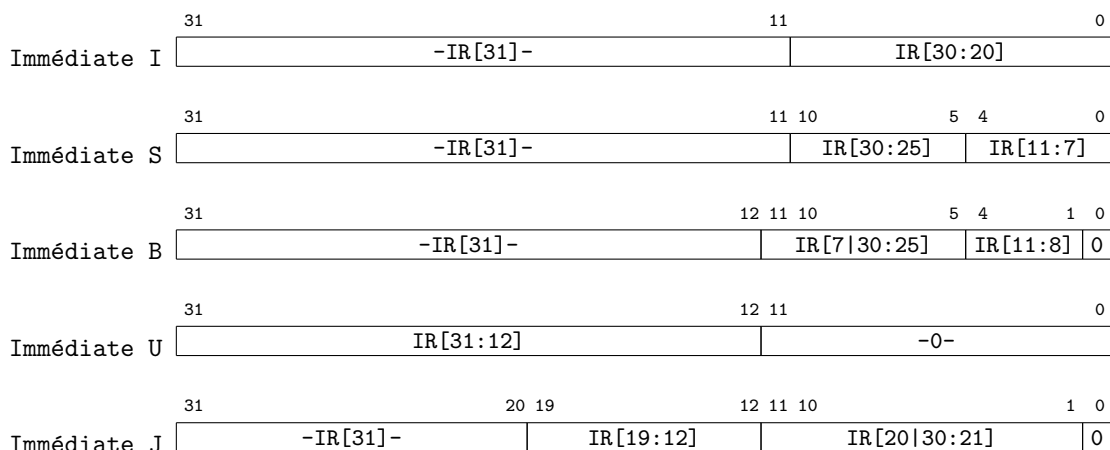 31 11 0
Immédiate I -IR[31]- IR[30:20]
31 11 10 5 4 0
Immédiate S -IR[31]- IR[30:25] IR[11:7]
31 12 11 10 5 4 1 0
Immédiate B -IR[31]- IR[7|30:25] IR[11:8] 0
31 12 11 0
Immédiate U IR[31:12] -0-
31 20 19 12 11 10 1 0
Immédiate J -IR[31]- IR[19:12] IR[20|30:21] 0